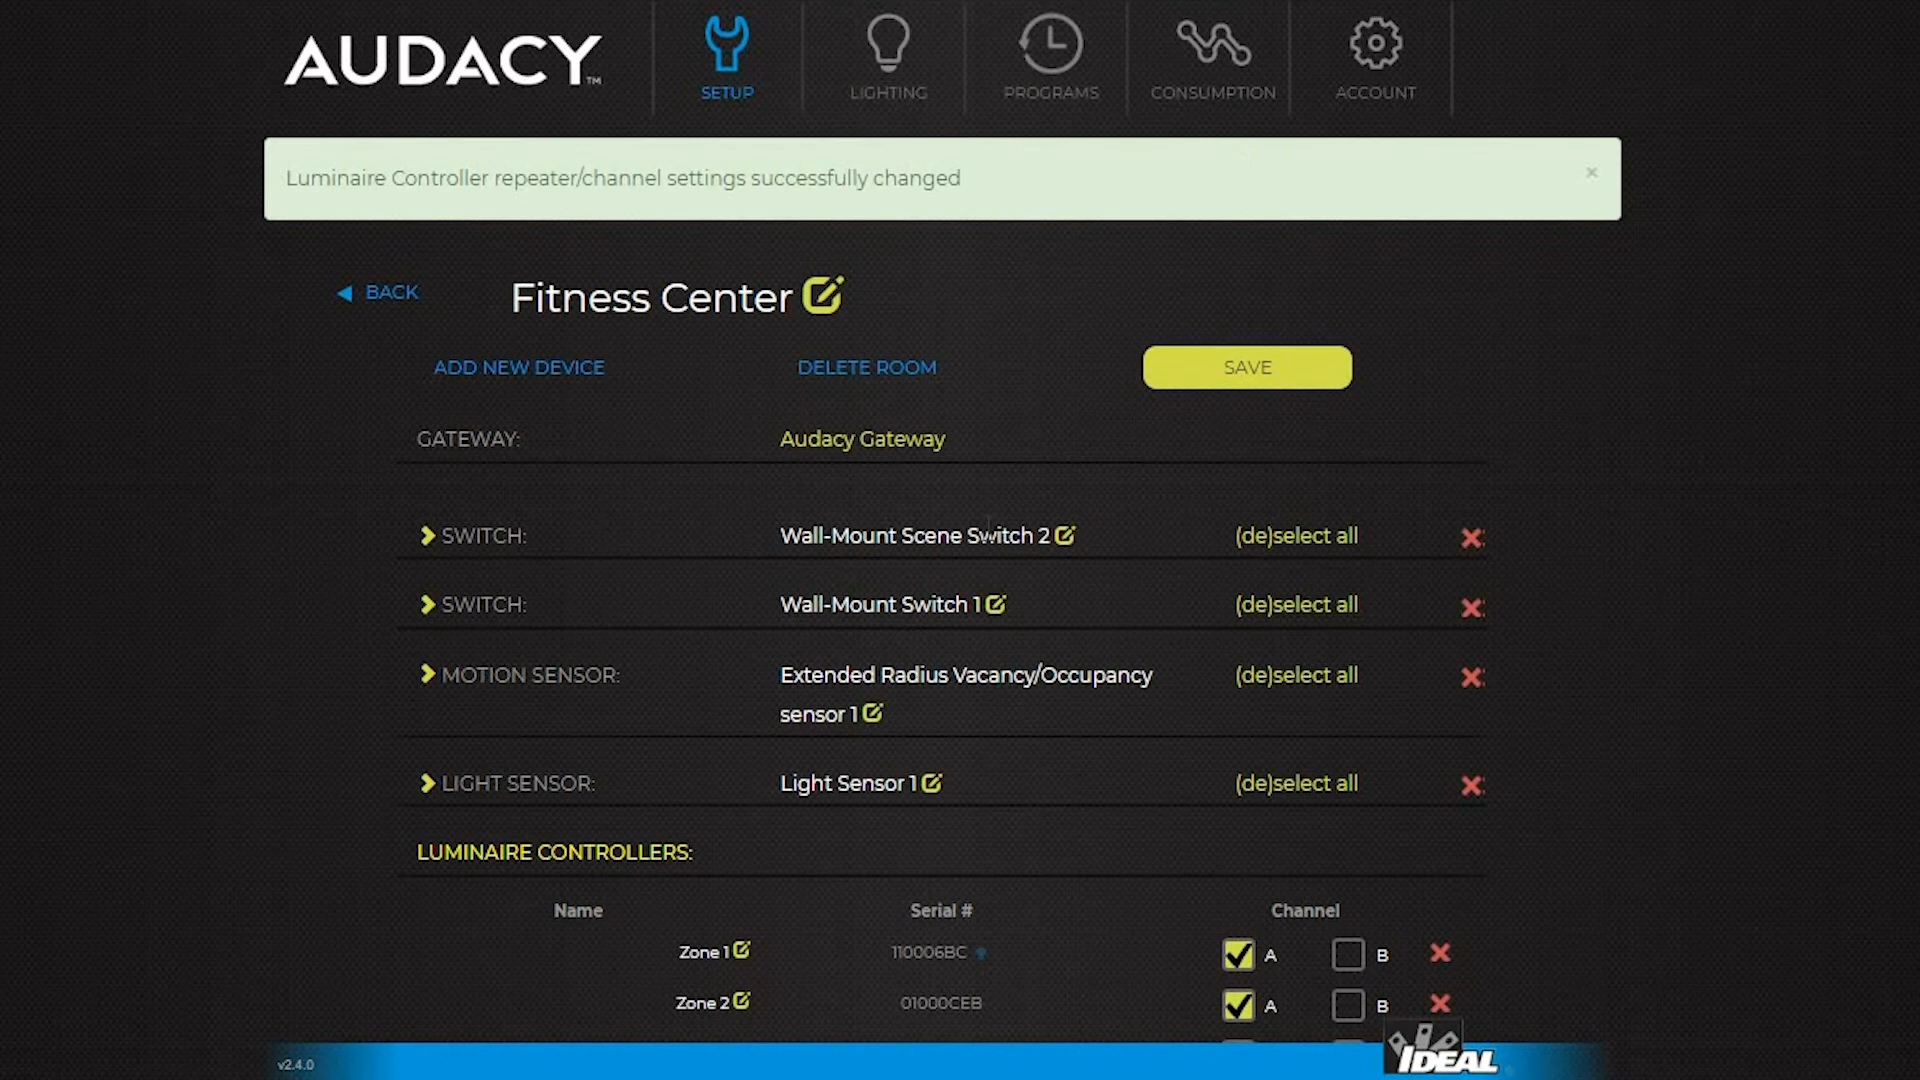 AUDACY™
SETUP
LIGHTING
PROGRAMS
CONSUMPTION
ACCOUNT
Luminaire Controller repeater/channel settings successfully changed
×
BACK
Fitness Center
ADD NEW DEVICE
DELETE ROOM
SAVE
GATEWAY: Audacy Gateway
SWITCH: Wall-Mount Scene Switch 2 (de)select all
SWITCH: Wall-Mount Switch 1 (de)select all
MOTION SENSOR: Extended Radius Vacancy/Occupancy (de)select all
sensor 1
LIGHT SENSOR: Light Sensor 1 (de)select all
LUMINAIRE CONTROLLERS:
Name Serial # Channel
Zone 1 110006BC A B
Zone 2 01000CEB A B
v2.4.0
IDEAL